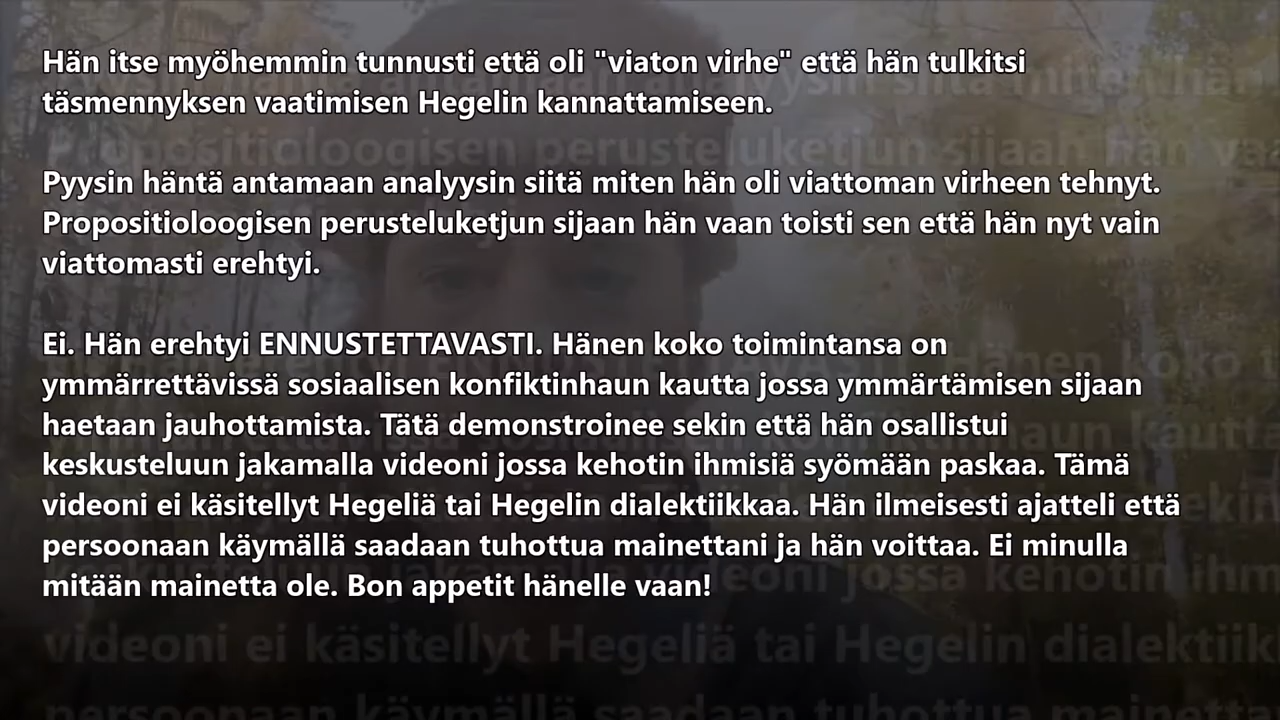 Hän itse myöhemmin tunnusti että oli "viaton virhe" että hän tulkitsi
täsmennyksen vaatimisen Hegelin kannattamiseen.
Pyysin häntä antamaan analyysin siitä miten hän oli viattoman virheen tehnyt.
Propositioloogisen perusteluketjun sijaan hän vaan toisti sen että hän nyt vain
viattomasti erehtyi.
Ei. Hän erehtyi ENNUSTETTAVASTI. Hänen koko toimintansa on
ymmärrettävissä sosiaalisen konfiktinhaun kautta jossa ymmärtämisen sijaan
haetaan jauhottamista. Tätä demonstroinee sekin että hän osallistui
keskusteluun jakamalla videoni jossa kehotin ihmisiä syömään paskaa. Tämä
videoni ei käsitellyt Hegeliä tai Hegelin dialektiikkaa. Hän ilmeisesti ajatteli että
persoonaan käymällä saadaan tuhottua mainettani ja hän voittaa. Ei minulla
mitään mainetta ole. Bon appetit hänelle vaan!